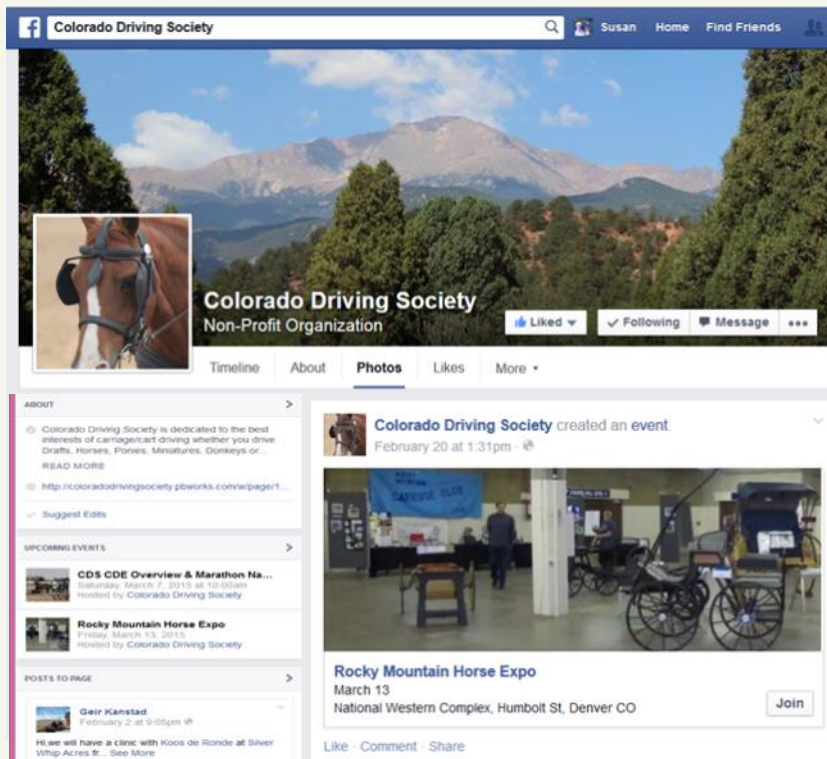 Colorado Driving Society
Susan Home Find Friends
Colorado Driving Society
Non-Profit Organization
Liked
Following
Message
Timeline About Photos Likes More
ABOUT
Colorado Driving Society is dedicated to the best
interests of carriage/cart driving whether you drive
Drafts, Horses, Ponies, Miniatures, Donkeys or...
READ MORE
http://coloradodrivingsociety.pbworks.com/w/page/1...
Suggest Edits
UPCOMING EVENTS
CDS CDE Overview & Marathon Na...
Saturday, March 7, 2015 at 10:00am
Hosted by Colorado Driving Society
Rocky Mountain Horse Expo
Friday, March 13, 2015
Hosted by Colorado Driving Society
POSTS TO PAGE
Geir Kanstad
February 2 at 9:05pm
Hi,we will have a clinic with Koos de Ronde at Silver
Whip Acres fr... See More
Colorado Driving Society created an event.
February 20 at 1:31pm ·
CARRIAGE CLUB
Rocky Mountain Horse Expo
March 13
National Western Complex, Humbolt St, Denver CO
Join
Like · Comment · Share